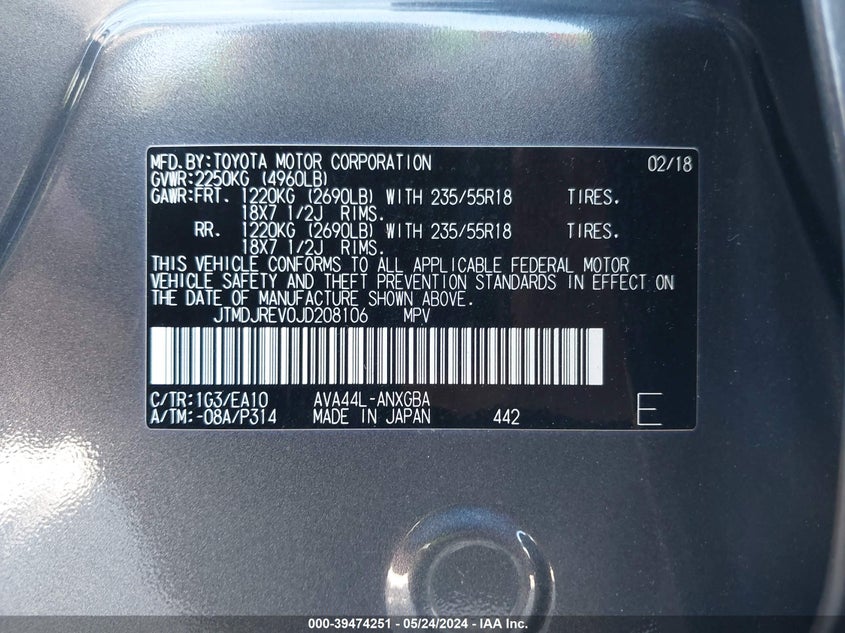 MFD.BY:TOYOTA MOTOR CORPORATION 02/18
GVWR:2250KG (4960LB)
GAWR:FRT. 1220KG (2690LB) WITH 235/55R18 TIRES.
18X7 1/2J RIMS.
RR. 1220KG (2690LB) WITH 235/55R18 TIRES.
18X7 1/2J RIMS.
THIS VEHICLE CONFORMS TO ALL APPLICABLE FEDERAL MOTOR
VEHICLE SAFETY AND THEFT PREVENTION STANDARDS IN EFFECT ON
THE DATE OF MANUFACTURE SHOWN ABOVE.
JTMDJREV0JD208106 MPV
C/TR:1G3/EA10 AVA44L-ANXGBA
A/TM:-08A/P314 MADE IN JAPAN 442 E
000-39474251 - 05/24/2024 - IAA Inc.